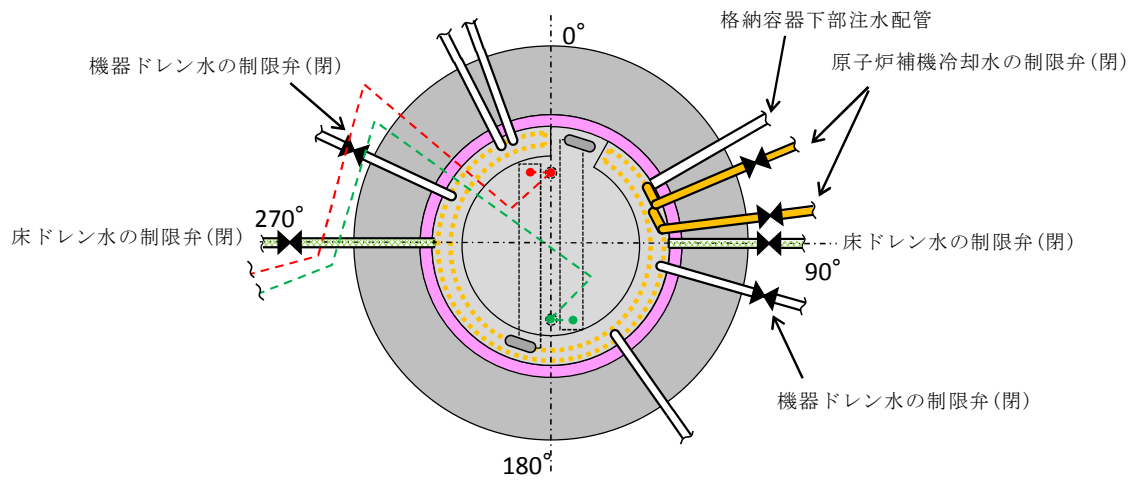 格納容器下部注水配管
0°
原子炉補機冷却水の制限弁(閉)
機器ドレン水の制限弁(閉)
270°
床ドレン水の制限弁(閉)
床ドレン水の制限弁(閉)
90°
機器ドレン水の制限弁(閉)
180°